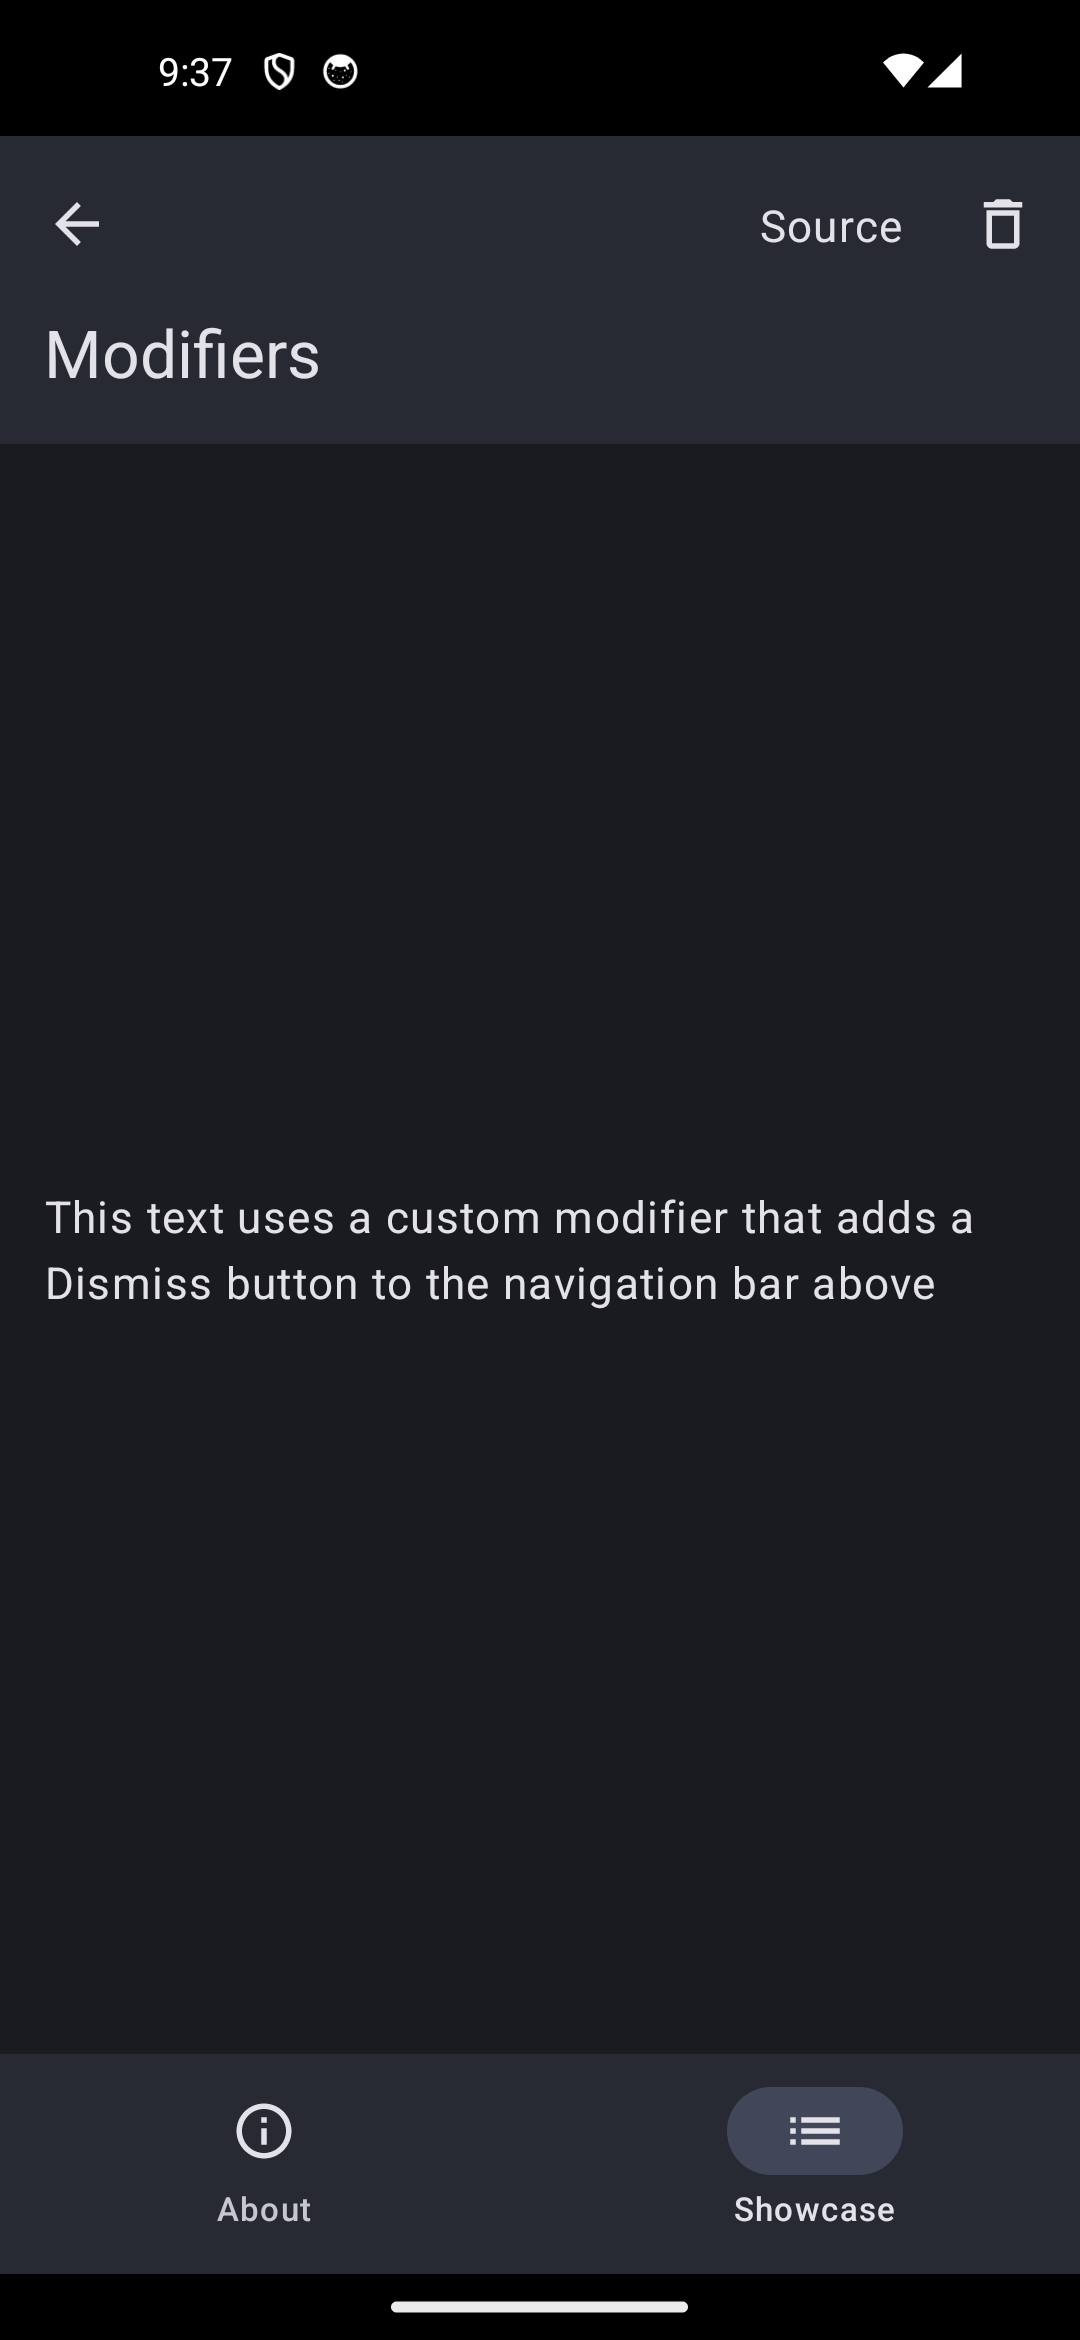 9:37
Source
Modifiers
This text uses a custom modifier that adds a
Dismiss button to the navigation bar above
About
Showcase